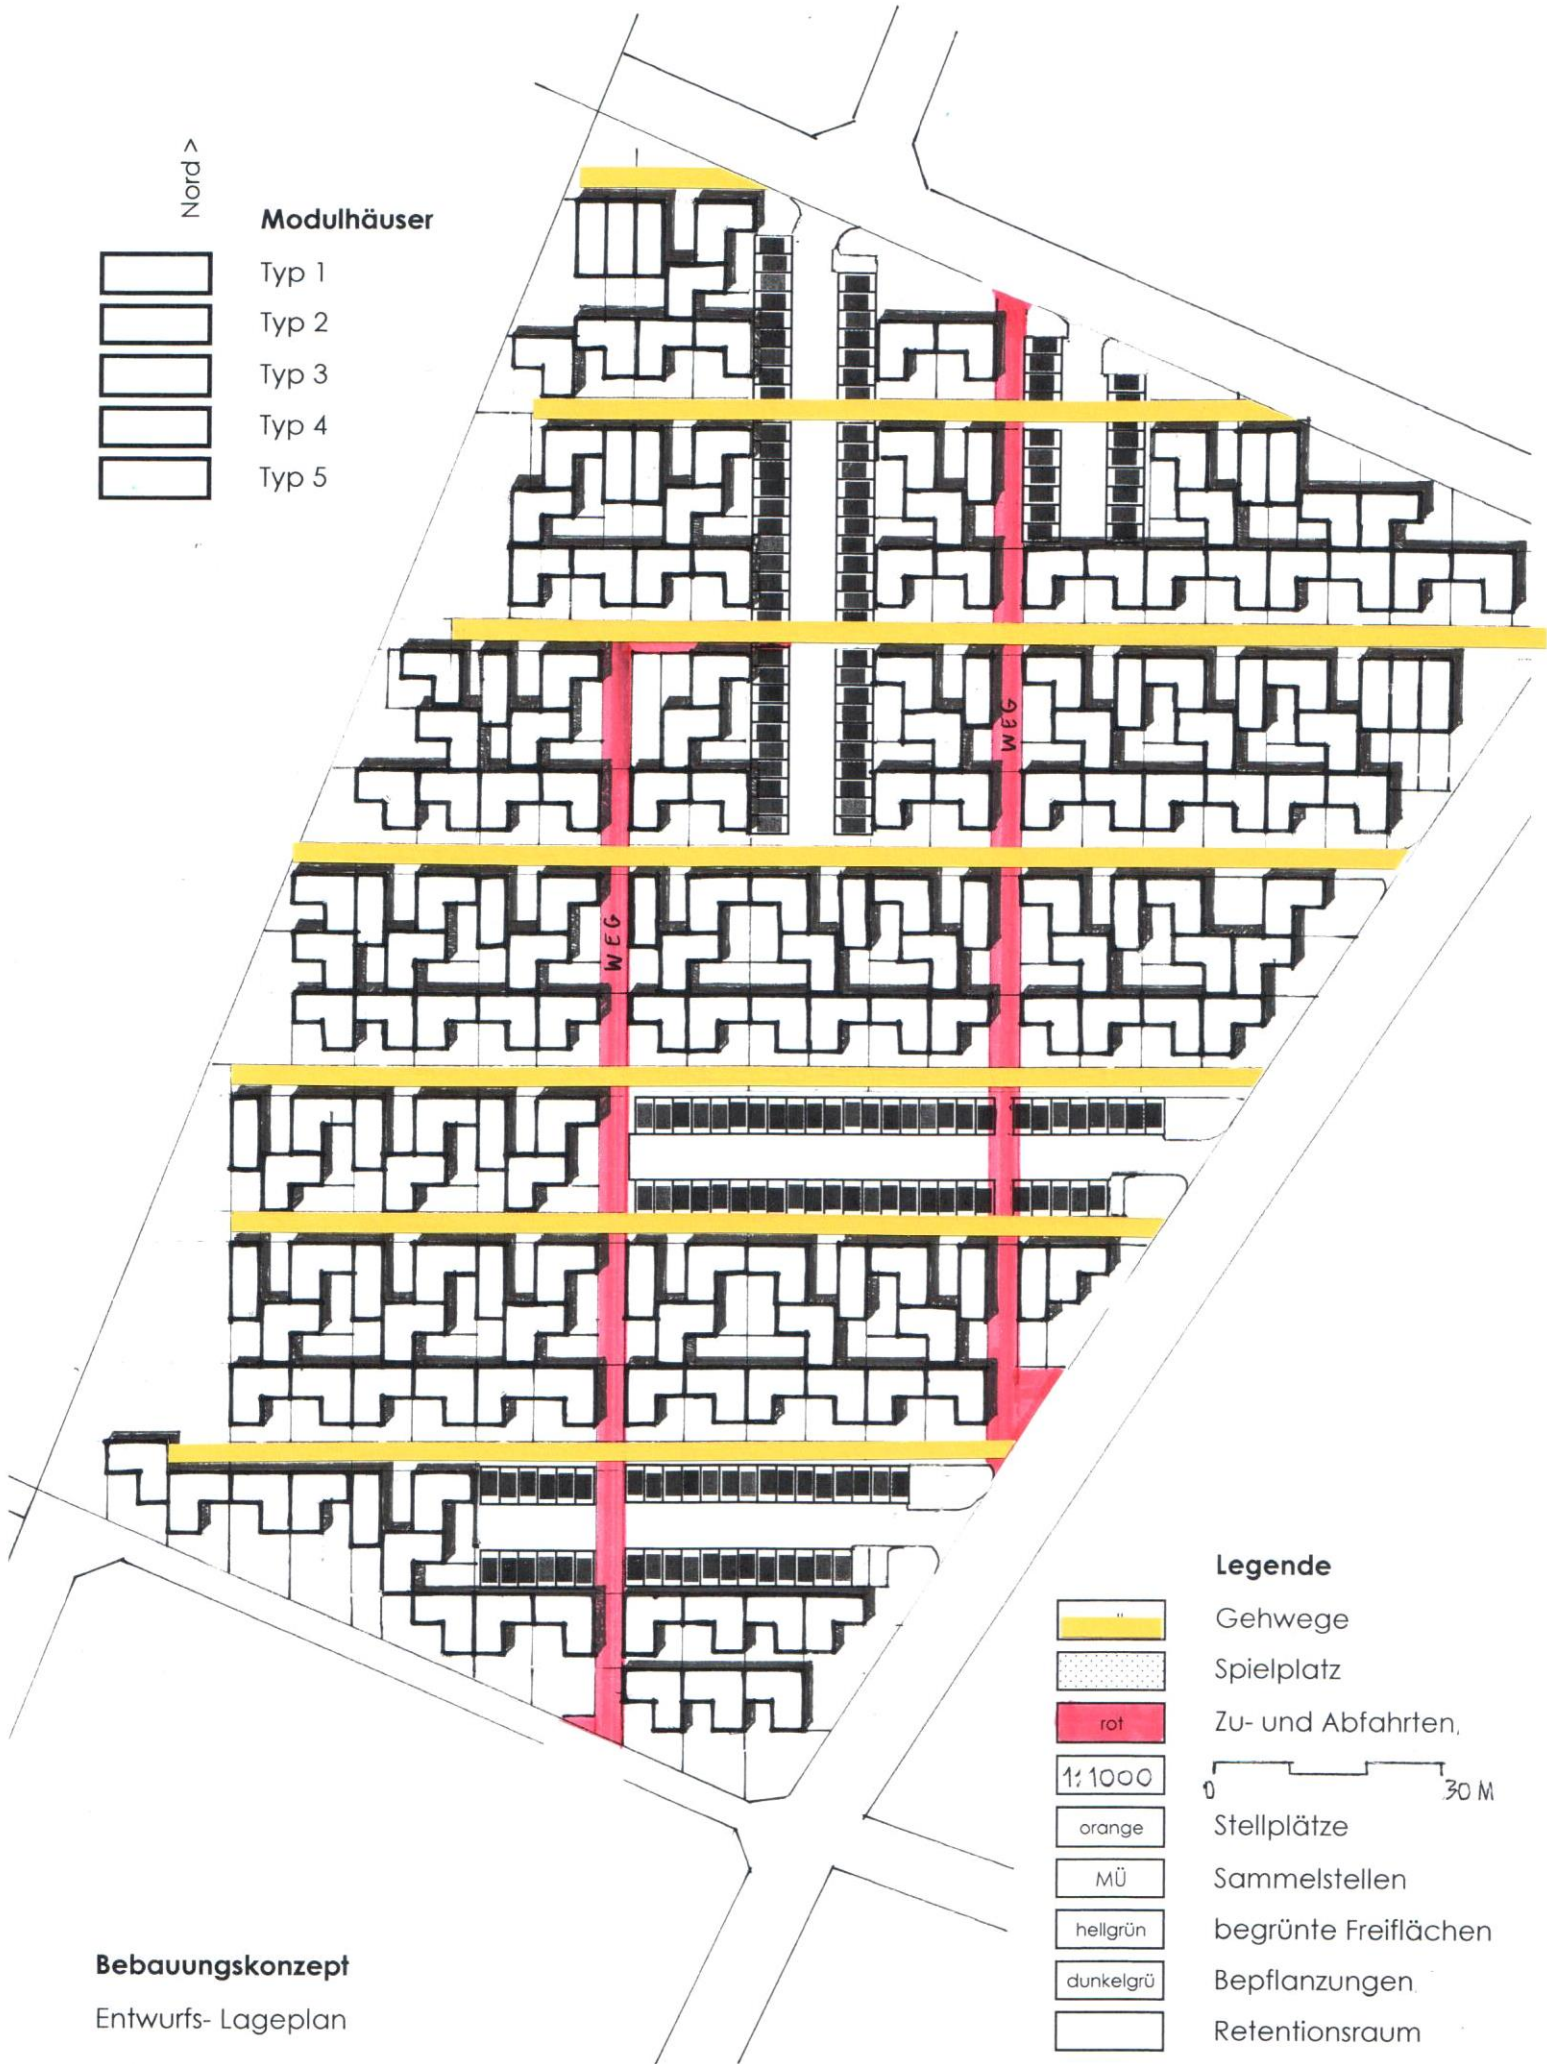 Nord >
Modulhäuser
Typ 1
Typ 2
Typ 3
Typ 4
Typ 5
WEG
WEG
Legende
Gehwege
Spielplatz
rot Zu- und Abfahrten
1:1000 0 30 M
orange Stellplätze
MÜ Sammelstellen
hellgrün begrünte Freiflächen
dunkelgrü Bepflanzungen
Retentionsraum
Bebauungskonzept
Entwurfs- Lageplan